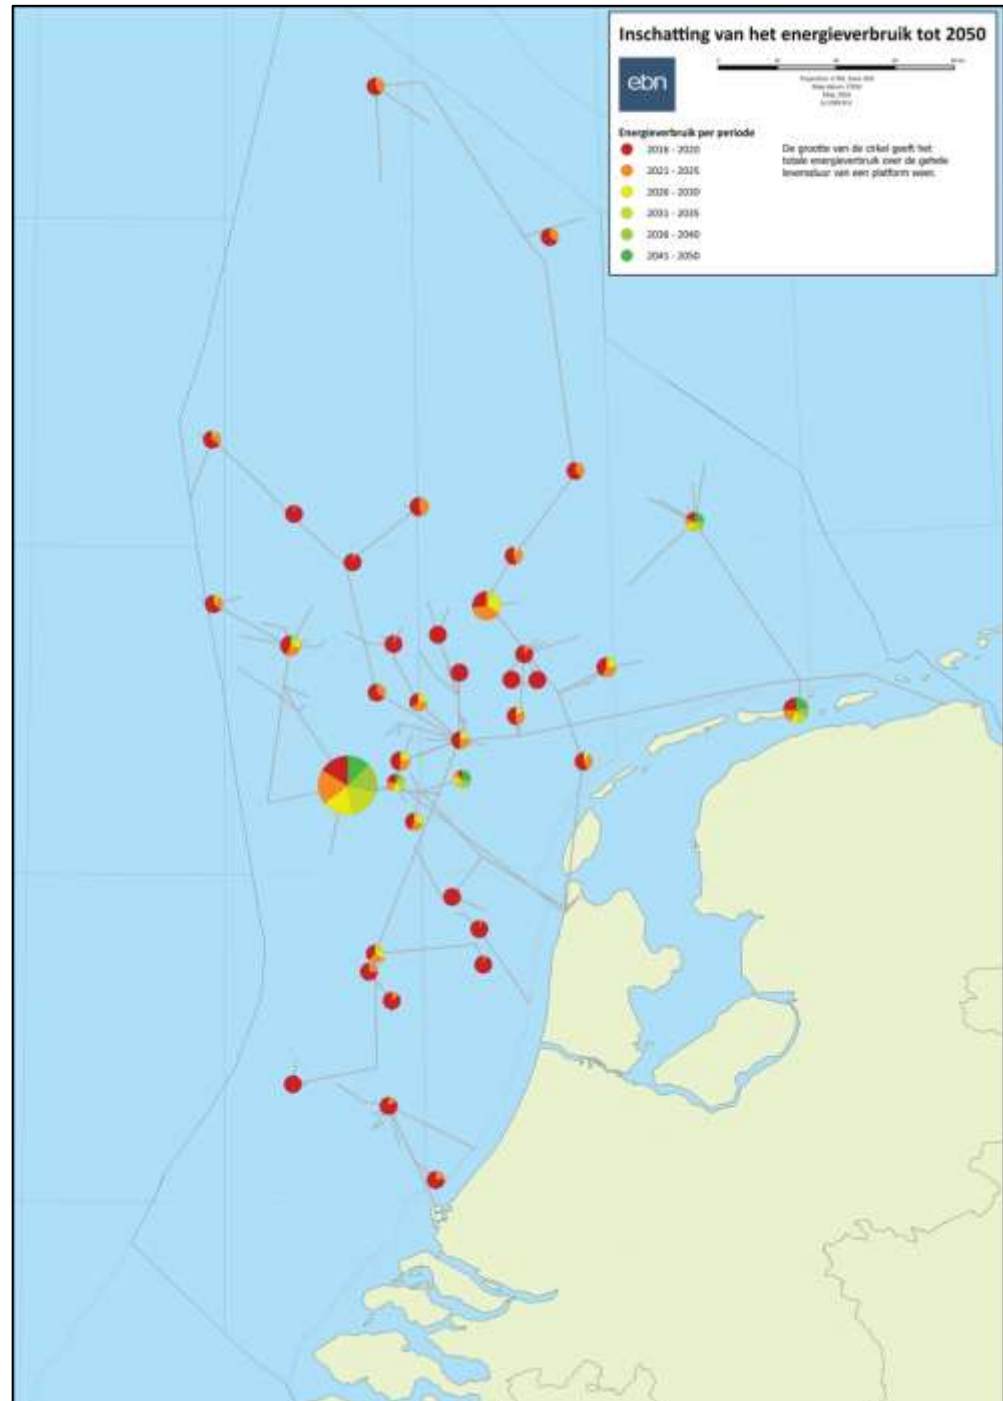 Inschatting van het energieverbruik tot 2050
ebn
Energieverbruik per periode
2016 - 2020
2021 - 2025
2026 - 2030
2031 - 2035
2036 - 2040
2041 - 2050
De grootte van de cirkel geeft het
totale energieverbruik over de gehele
levensduur van een platform weer.